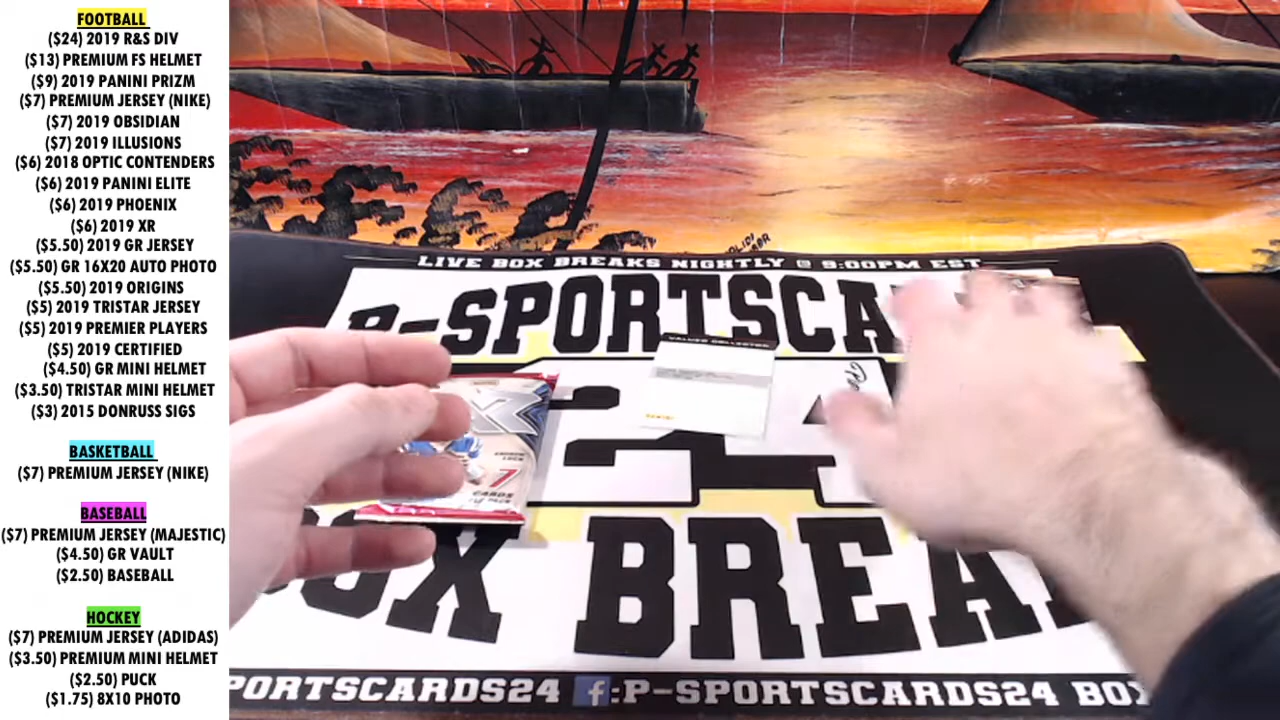 FOOTBALL
($24) 2019 R&S DIV
($13) PREMIUM FS HELMET
($9) 2019 PANINI PRIZM
($7) PREMIUM JERSEY (NIKE)
($7) 2019 OBSIDIAN
($7) 2019 ILLUSIONS
($6) 2018 OPTIC CONTENDERS
($6) 2019 PANINI ELITE
($6) 2019 PHOENIX
($6) 2019 XR
($5.50) 2019 GR JERSEY
($5.50) GR 16X20 AUTO PHOTO
($5.50) 2019 ORIGINS
($5) 2019 TRISTAR JERSEY
($5) 2019 PREMIER PLAYERS
($5) 2019 CERTIFIED
($4.50) GR MINI HELMET
($3.50) TRISTAR MINI HELMET
($3) 2015 DONRUSS SIGS
BASKETBALL
($7) PREMIUM JERSEY (NIKE)
BASEBALL
($7) PREMIUM JERSEY (MAJESTIC)
($4.50) GR VAULT
($2.50) BASEBALL
HOCKEY
($7) PREMIUM JERSEY (ADIDAS)
($3.50) PREMIUM MINI HELMET
($2.50) PUCK
($1.75) 8X10 PHOTO
LIVE BOX BREAKS NIGHTLY @ 9:00PM EST
P-SPORTSCA
VALUED COLLECTOR
24
7
CARDS
BOX BREA
PORTSCARDS24 f:P-SPORTSCARDS24 BOX